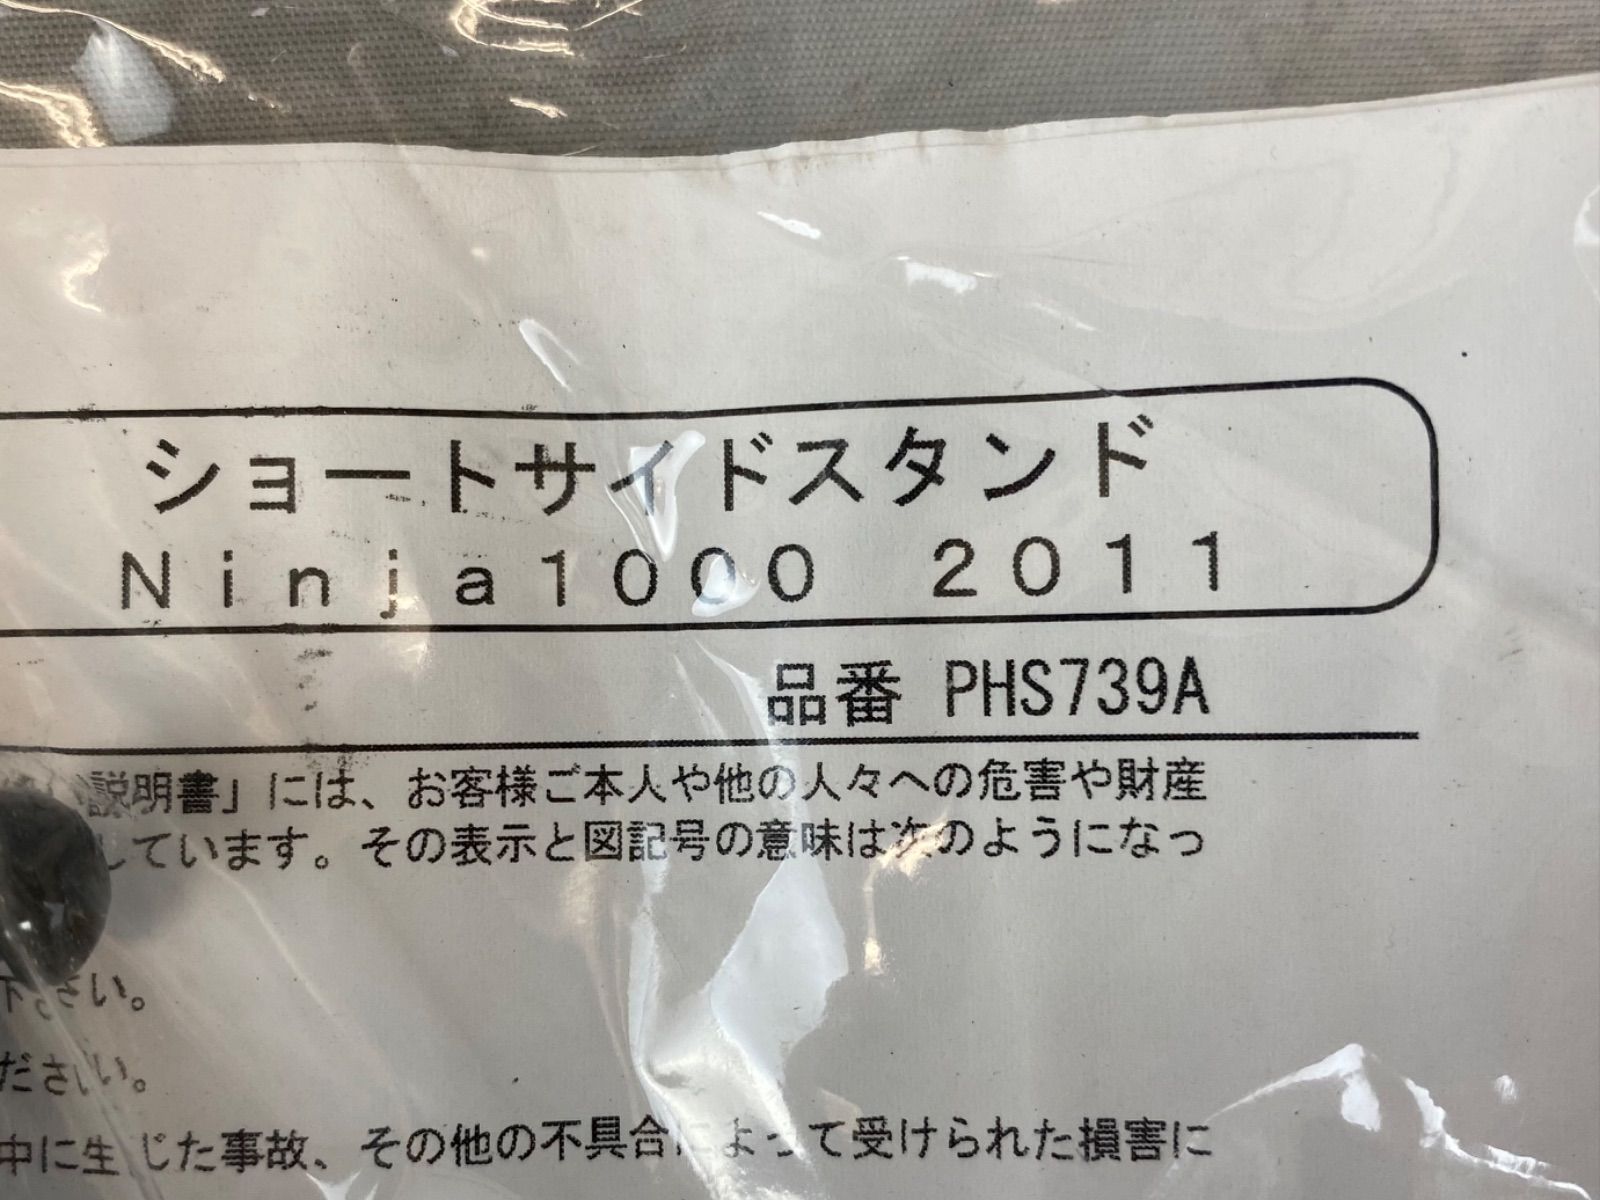 ショートサイドスタンド
Ninja1000 2011
品番 PHS739A
説明書」には、お客様ご本人や他の人々への危害や財産
しています。その表示と図記号の意味は次のようになっ
下さい。
ださい。
中に生じた事故、その他の不具合によって受けられた損害に